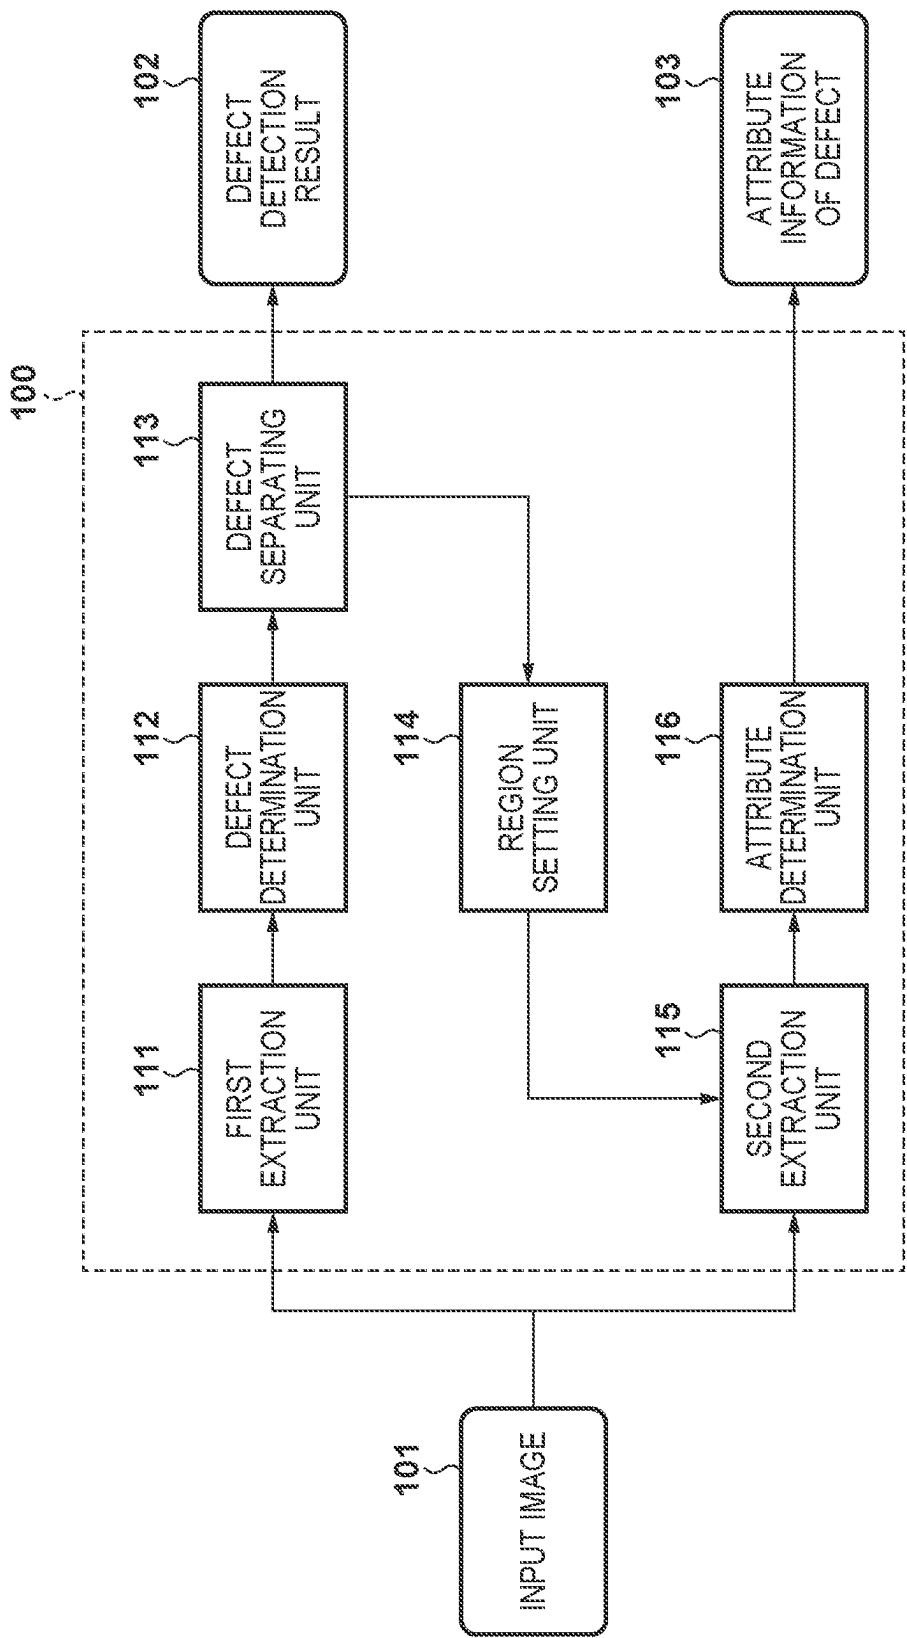 100
101
INPUT IMAGE
111
FIRST
EXTRACTION
UNIT
112
DEFECT
DETERMINATION
UNIT
113
DEFECT
SEPARATING
UNIT
102
DEFECT
DETECTION
RESULT
114
REGION
SETTING UNIT
115
SECOND
EXTRACTION
UNIT
116
ATTRIBUTE
DETERMINATION
UNIT
103
ATTRIBUTE
INFORMATION
OF DEFECT